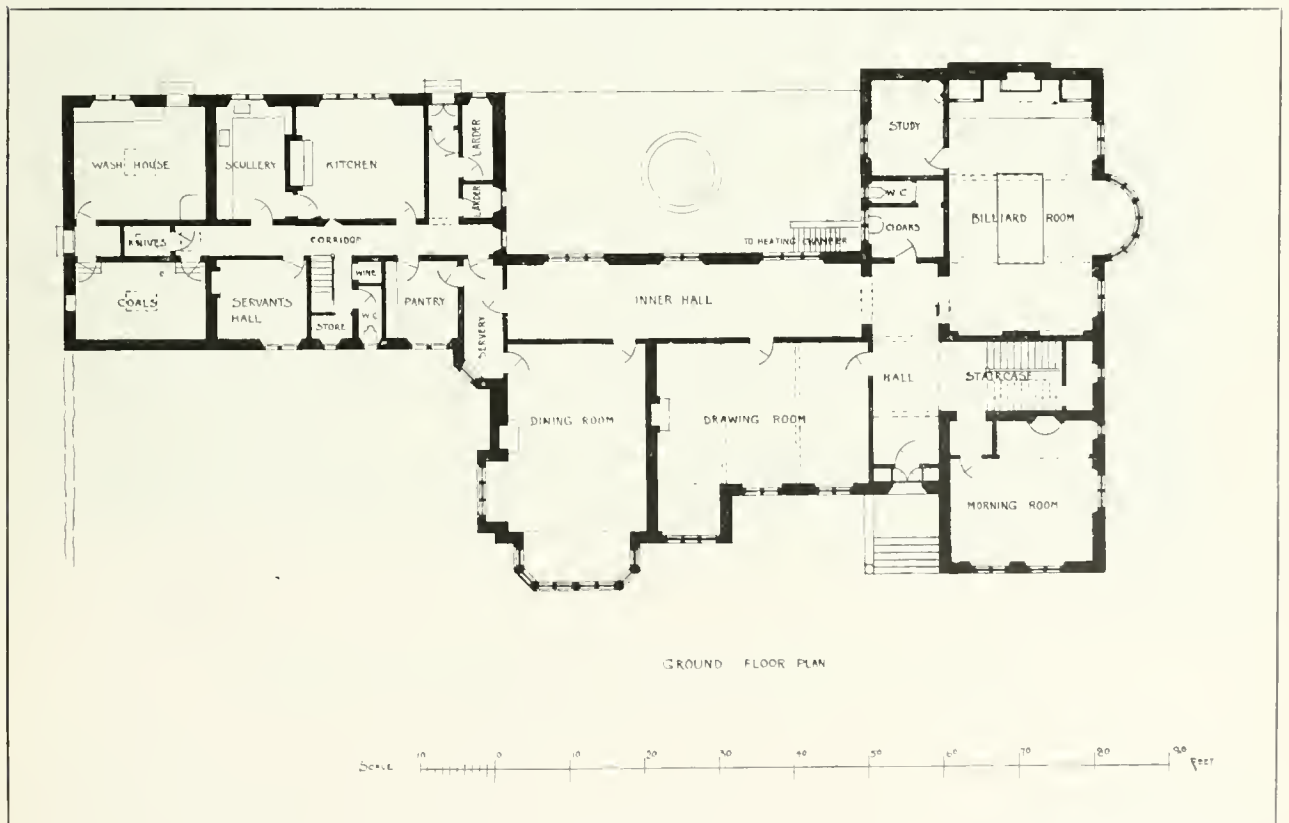 WASH HOUSE
SCULLERY
KITCHEN
LARDER
LARDER
STUDY
W.C
CLOAKS
BILLIARD ROOM
TO HEATING CHAMBER
KNIVES
CORRIDOR
COALS
SERVANTS
HALL
WINE
STORE
W.C
PANTRY
SERVERY
INNER HALL
HALL
STAIRCASE
DINING ROOM
DRAWING ROOM
MORNING ROOM
GROUND FLOOR PLAN
SCALE 10 0 10 20 30 40 50 60 70 80 90 FEET